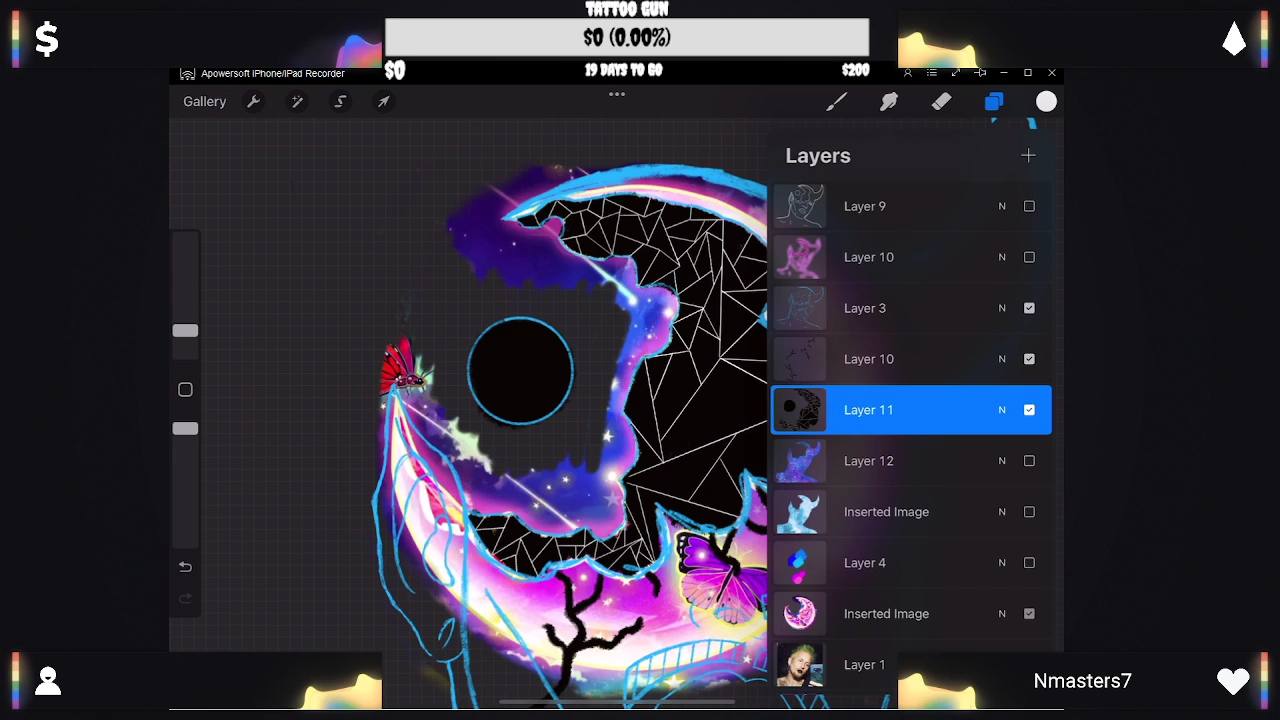 TATTOO GUN
$0 (0.00%)
$0
19 DAYS TO GO
$200
Apowersoft iPhone/iPad Recorder
Gallery
Layers
Layer 9 N
Layer 10 N
Layer 3 N
Layer 10 N
Layer 11 N
Layer 12 N
Inserted Image N
Layer 4 N
Inserted Image N
Layer 1
Nmasters7